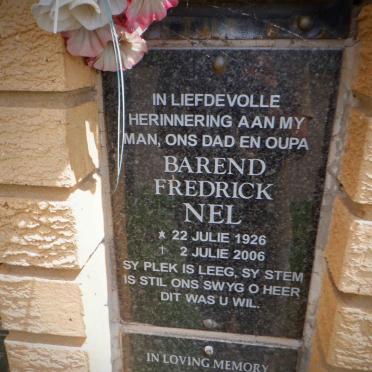 IN LIEFDEVOLLE
HERINNERING AAN MY
MAN, ONS DAD EN OUPA
BAREND
FREDRICK
NEL
* 22 JULIE 1926
† 2 JULIE 2006
SY PLEK IS LEEG, SY STEM
IS STIL ONS SWYG O HEER
DIT WAS U WIL.
IN LOVING MEMORY